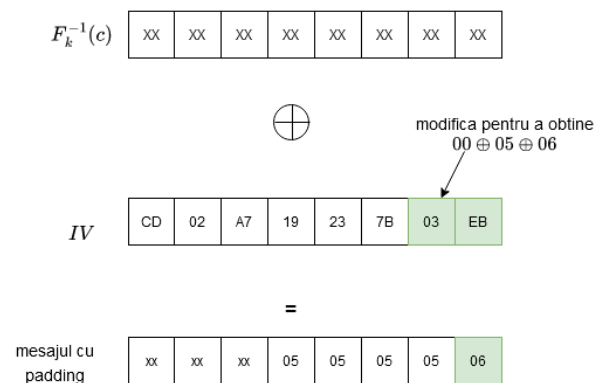 $F_k^{-1}(c)$ XX XX XX XX XX XX XX XX
⊕
modifica pentru a obtine
00 ⊕ 05 ⊕ 06
IV CD 02 A7 19 23 7B 03 EB
=
mesajul cu
padding
xx xx xx 05 05 05 05 06